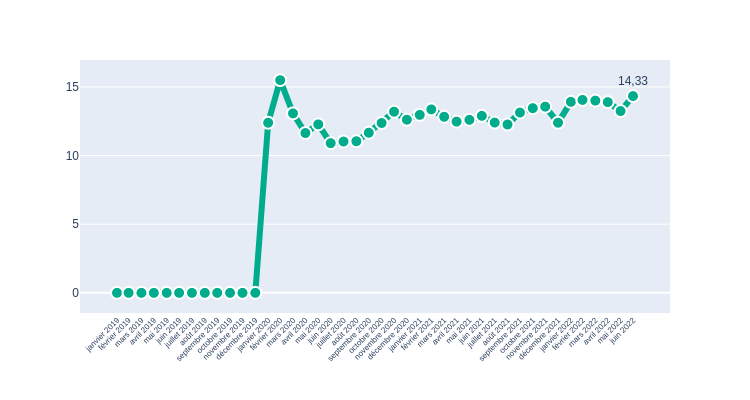 14,33
15
10
5
0
janvier 2019
février 2019
mars 2019
avril 2019
mai 2019
juin 2019
juillet 2019
août 2019
septembre 2019
octobre 2019
novembre 2019
décembre 2019
janvier 2020
février 2020
mars 2020
avril 2020
mai 2020
juin 2020
juillet 2020
août 2020
septembre 2020
octobre 2020
novembre 2020
décembre 2020
janvier 2021
février 2021
mars 2021
avril 2021
mai 2021
juin 2021
juillet 2021
août 2021
septembre 2021
octobre 2021
novembre 2021
décembre 2021
janvier 2022
février 2022
mars 2022
avril 2022
mai 2022
juin 2022